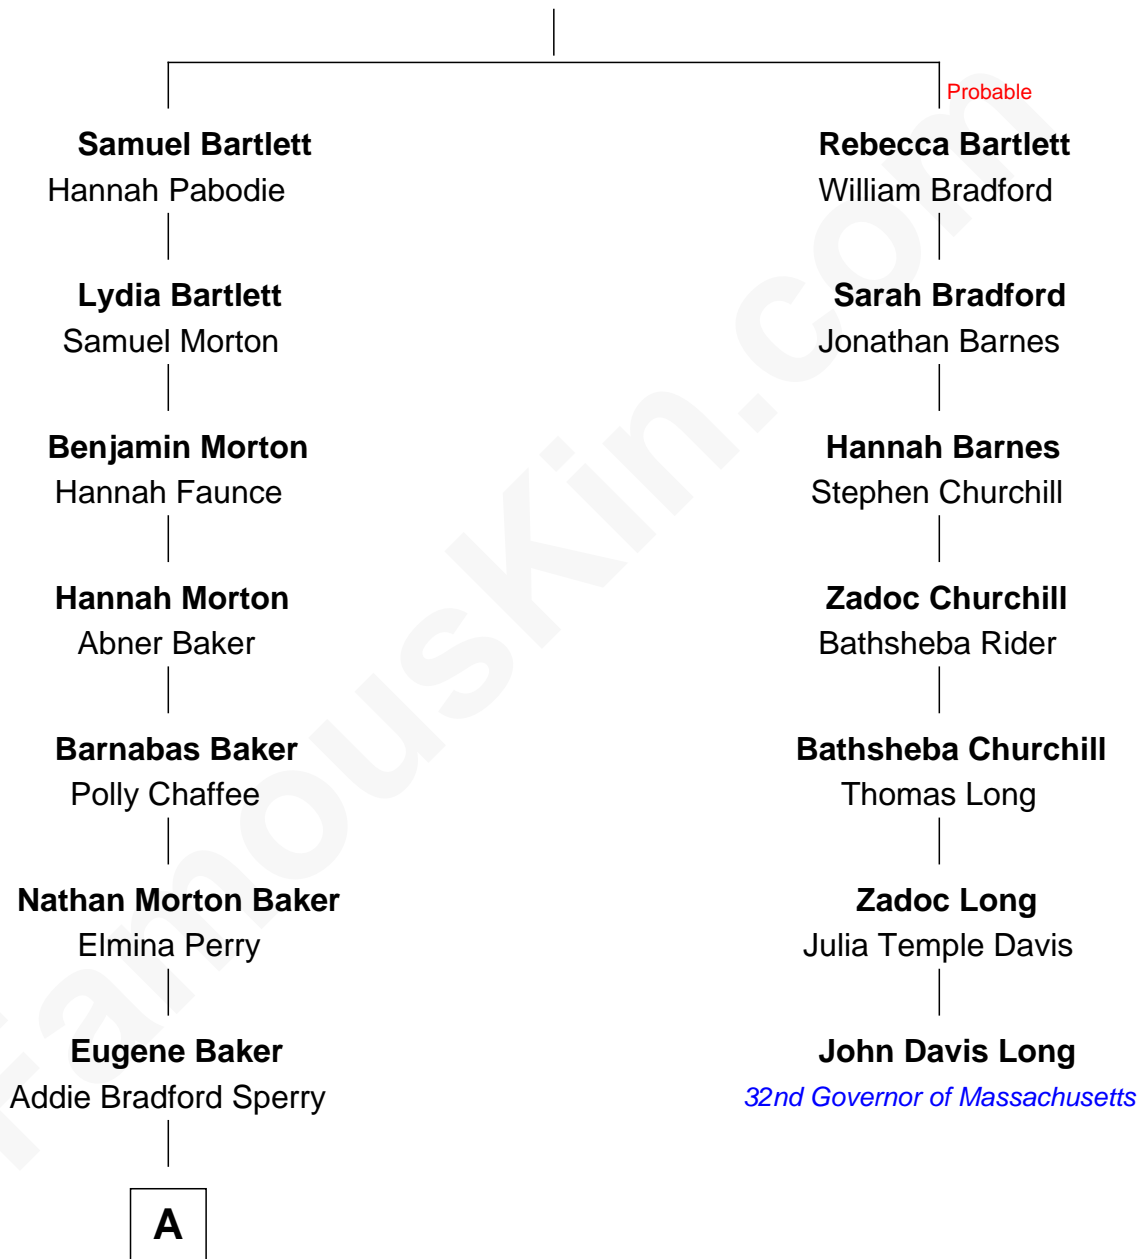 Probable
Samuel Bartlett
Hannah Pabodie
Rebecca Bartlett
William Bradford
Lydia Bartlett
Samuel Morton
Sarah Bradford
Jonathan Barnes
Benjamin Morton
Hannah Faunce
Hannah Barnes
Stephen Churchill
Hannah Morton
Abner Baker
Zadoc Churchill
Bathsheba Rider
Barnabas Baker
Polly Chaffee
Bathsheba Churchill
Thomas Long
Nathan Morton Baker
Elmina Perry
Zadoc Long
Julia Temple Davis
Eugene Baker
Addie Bradford Sperry
John Davis Long
32nd Governor of Massachusetts
A
FamousKin.com